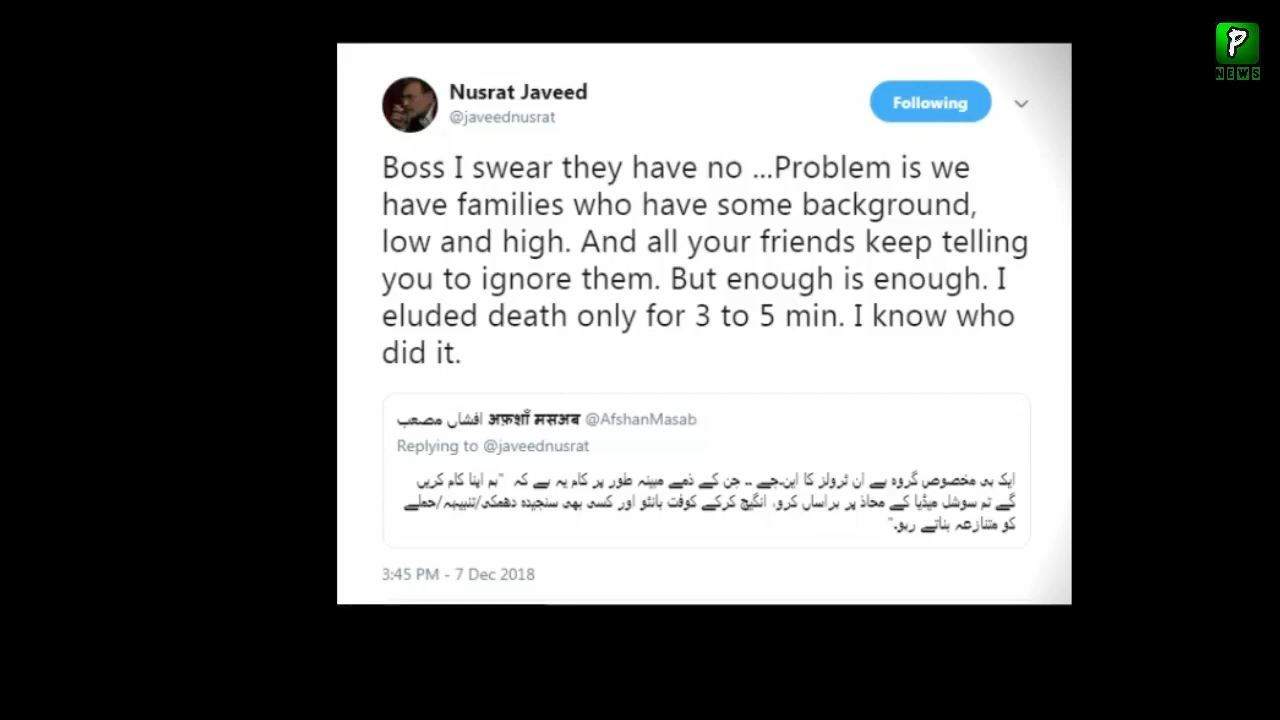 P
NEWS
Nusrat Javeed
@javeednusrat
Following
Boss I swear they have no ...Problem is we
have families who have some background,
low and high. And all your friends keep telling
you to ignore them. But enough is enough. I
eluded death only for 3 to 5 min. I know who
did it.
افشاں مصعب अफ़शाँ मसअब @AfshanMasab
Replying to @javeednusrat
ایک ہی مخصوص گروہ ہے ان ٹرولز کا این۔جے .. جن کے ذمے مبینہ طور پر کام یہ ہے کہ "ہم اپنا کام کریں
گے تم سوشل میڈیا کے محاذ پر ہراساں کرو، انگیج کرکے کوفت بانٹو اور کسی بھی سنجیدہ دھمکی/تنبیہہ/حملے
کو متنازعہ بناتے رہو۔"
3:45 PM - 7 Dec 2018